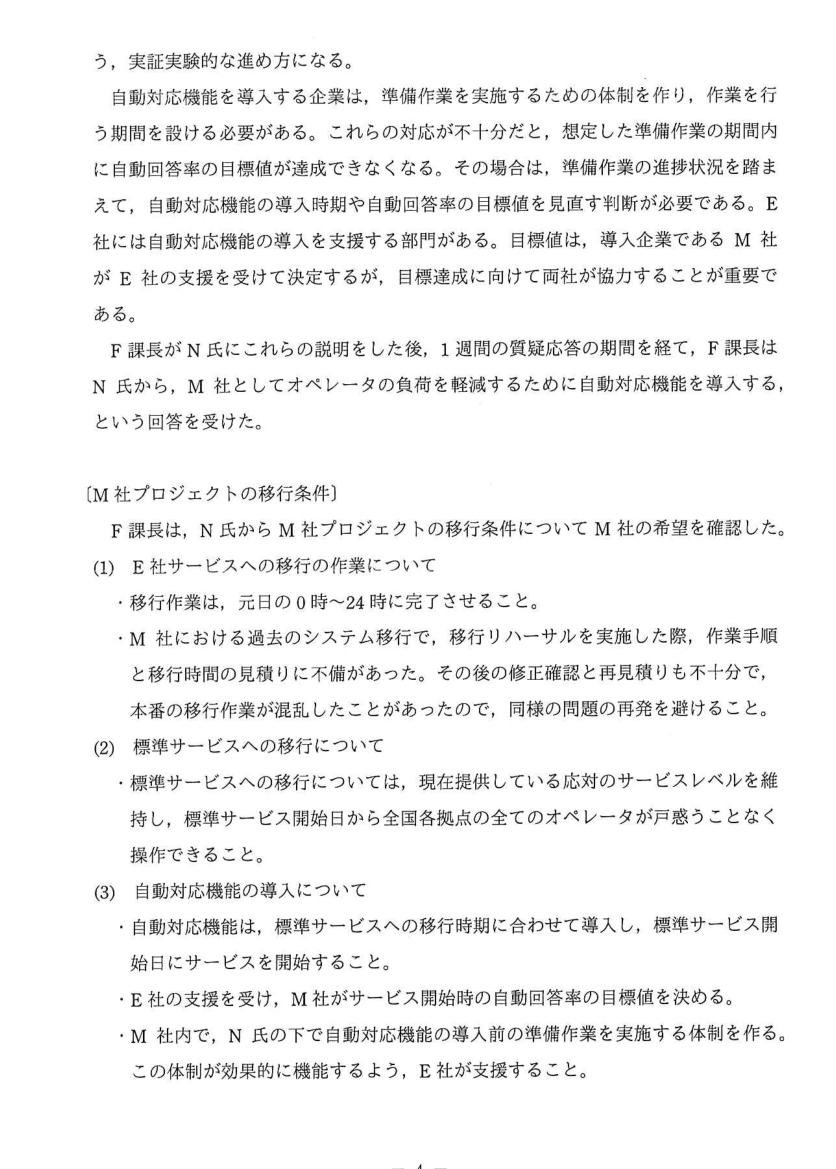 う，実証実験的な進め方になる。
自動対応機能を導入する企業は，準備作業を実施するための体制を作り，作業を行
う期間を設ける必要がある。これらの対応が不十分だと，想定した準備作業の期間内
に自動回答率の目標値が達成できなくなる。その場合は，準備作業の進捗状況を踏ま
えて，自動対応機能の導入時期や自動回答率の目標値を見直す判断が必要である。E
社には自動対応機能の導入を支援する部門がある。目標値は，導入企業である M 社
が E 社の支援を受けて決定するが，目標達成に向けて両社が協力することが重要で
ある。
F 課長が N 氏にこれらの説明をした後，1 週間の質疑応答の期間を経て，F 課長は
N 氏から，M 社としてオペレータの負荷を軽減するために自動対応機能を導入する，
という回答を受けた。
〔M 社プロジェクトの移行条件〕
F 課長は，N 氏から M 社プロジェクトの移行条件について M 社の希望を確認した。
(1) E 社サービスへの移行の作業について
・移行作業は，元日の 0 時～24 時に完了させること。
・M 社における過去のシステム移行で，移行リハーサルを実施した際，作業手順
と移行時間の見積りに不備があった。その後の修正確認と再見積りも不十分で，
本番の移行作業が混乱したことがあったので，同様の問題の再発を避けること。
(2) 標準サービスへの移行について
・標準サービスへの移行については，現在提供している応対のサービスレベルを維
持し，標準サービス開始日から全国各拠点の全てのオペレータが戸惑うことなく
操作できること。
(3) 自動対応機能の導入について
・自動対応機能は，標準サービスへの移行時期に合わせて導入し，標準サービス開
始日にサービスを開始すること。
・E 社の支援を受け，M 社がサービス開始時の自動回答率の目標値を決める。
・M 社内で，N 氏の下で自動対応機能の導入前の準備作業を実施する体制を作る。
この体制が効果的に機能するよう，E 社が支援すること。
— 4 —